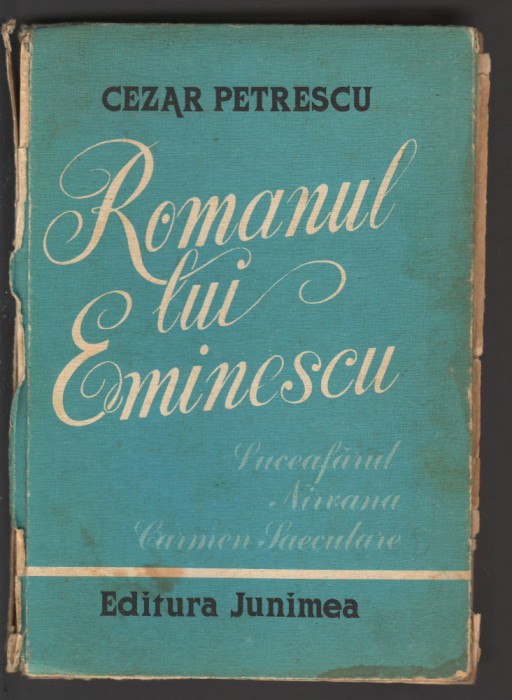 CEZAR PETRESCU
Romanul
lui
Eminescu
Luceafărul
Nirvana
Carmen Saeculare
Editura Junimea